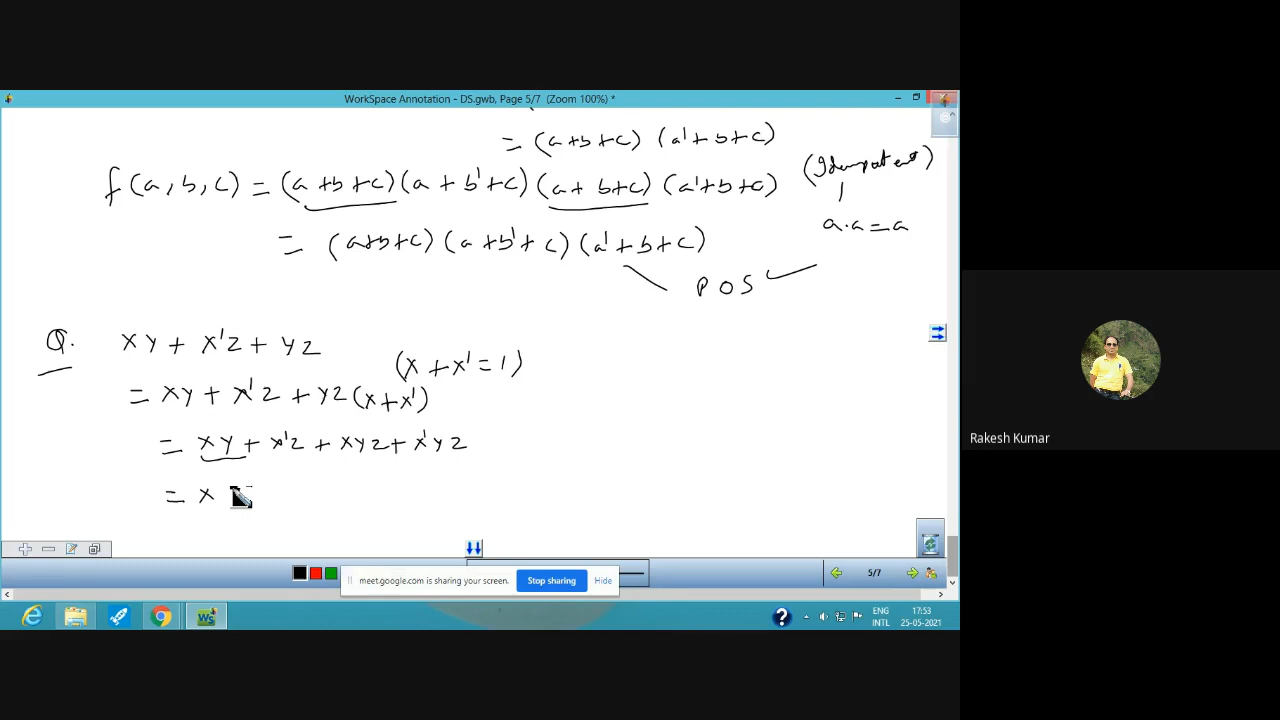 WorkSpace Annotation - DS.gwb, Page 5/7 (Zoom 100%) *
= (a+b+c) (a'+b+c)
f(a,b,c) = (a+b+c)(a+b'+c)(a+b+c)(a'+b+c) (Idempotent)
a.a=a
= (a+b+c)(a+b'+c)(a'+b+c)
POS
Q. xy + x'z + yz
(x+x'=1)
= xy + x'z + yz(x+x')
= xy + x'z + xyz + x'yz
= x
Rakesh Kumar
5/7
meet.google.com is sharing your screen. Stop sharing Hide
ENG 17:53
INTL 25-05-2021